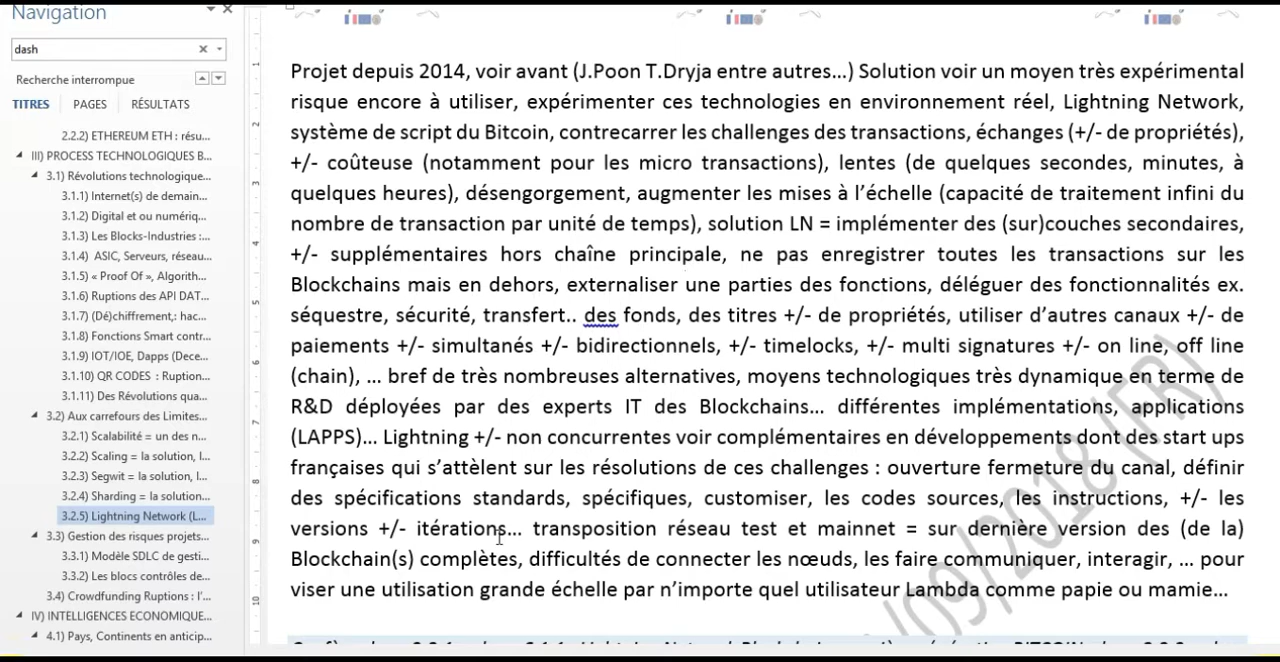 Navigation
dash
Recherche interrompue
TITRES PAGES RÉSULTATS
2.2.2) ETHEREUM ETH : résu...
III) PROCESS TECHNOLOGIQUES B...
3.1) Révolutions technologique...
3.1.1) Internet(s) de demain...
3.1.2) Digital et ou numériq...
3.1.3) Les Blocks-Industries :...
3.1.4) ASIC, Serveurs, réseau...
3.1.5) « Proof Of », Algorith...
3.1.6) Ruptions des API DAT...
3.1.7) (Dé)chiffrement,: hac...
3.1.8) Fonctions Smart contr...
3.1.9) IOT/IOE, Dapps (Dece...
3.1.10) QR CODES : Ruption...
3.1.11) Des Révolutions qua...
3.2) Aux carrefours des Limites...
3.2.1) Scalabilité = un des n...
3.2.2) Scaling = la solution, l...
3.2.3) Segwit = la solution, l...
3.2.4) Sharding = la solution...
3.2.5) Lightning Network (L...
3.3) Gestion des risques projets...
3.3.1) Modèle SDLC de gesti...
3.3.2) Les blocs contrôles de...
3.4) Crowdfunding Ruptions : l'...
IV) INTELLIGENCES ECONOMIQUE...
4.1) Pays, Continents en anticip...
Projet depuis 2014, voir avant (J.Poon T.Dryja entre autres...) Solution voir un moyen très expérimental
risque encore à utiliser, expérimenter ces technologies en environnement réel, Lightning Network,
système de script du Bitcoin, contrecarrer les challenges des transactions, échanges (+/- de propriétés),
+/- coûteuse (notamment pour les micro transactions), lentes (de quelques secondes, minutes, à
quelques heures), désengorgement, augmenter les mises à l'échelle (capacité de traitement infini du
nombre de transaction par unité de temps), solution LN = implémenter des (sur)couches secondaires,
+/- supplémentaires hors chaîne principale, ne pas enregistrer toutes les transactions sur les
Blockchains mais en dehors, externaliser une parties des fonctions, déléguer des fonctionnalités ex.
séquestre, sécurité, transfert.. des fonds, des titres +/- de propriétés, utiliser d'autres canaux +/- de
paiements +/- simultanés +/- bidirectionnels, +/- timelocks, +/- multi signatures +/- on line, off line
(chain), ... bref de très nombreuses alternatives, moyens technologiques très dynamique en terme de
R&D déployées par des experts IT des Blockchains... différentes implémentations, applications
(LAPPS)... Lightning +/- non concurrentes voir complémentaires en développements dont des start ups
françaises qui s'attèlent sur les résolutions de ces challenges : ouverture fermeture du canal, définir
des spécifications standards, spécifiques, customiser, les codes sources, les instructions, +/- les
versions +/- itérations... transposition réseau test et mainnet = sur dernière version des (de la)
Blockchain(s) complètes, difficultés de connecter les nœuds, les faire communiquer, interagir, ... pour
viser une utilisation grande échelle par n'importe quel utilisateur Lambda comme papie ou mamie...
/09/2018 (FR)